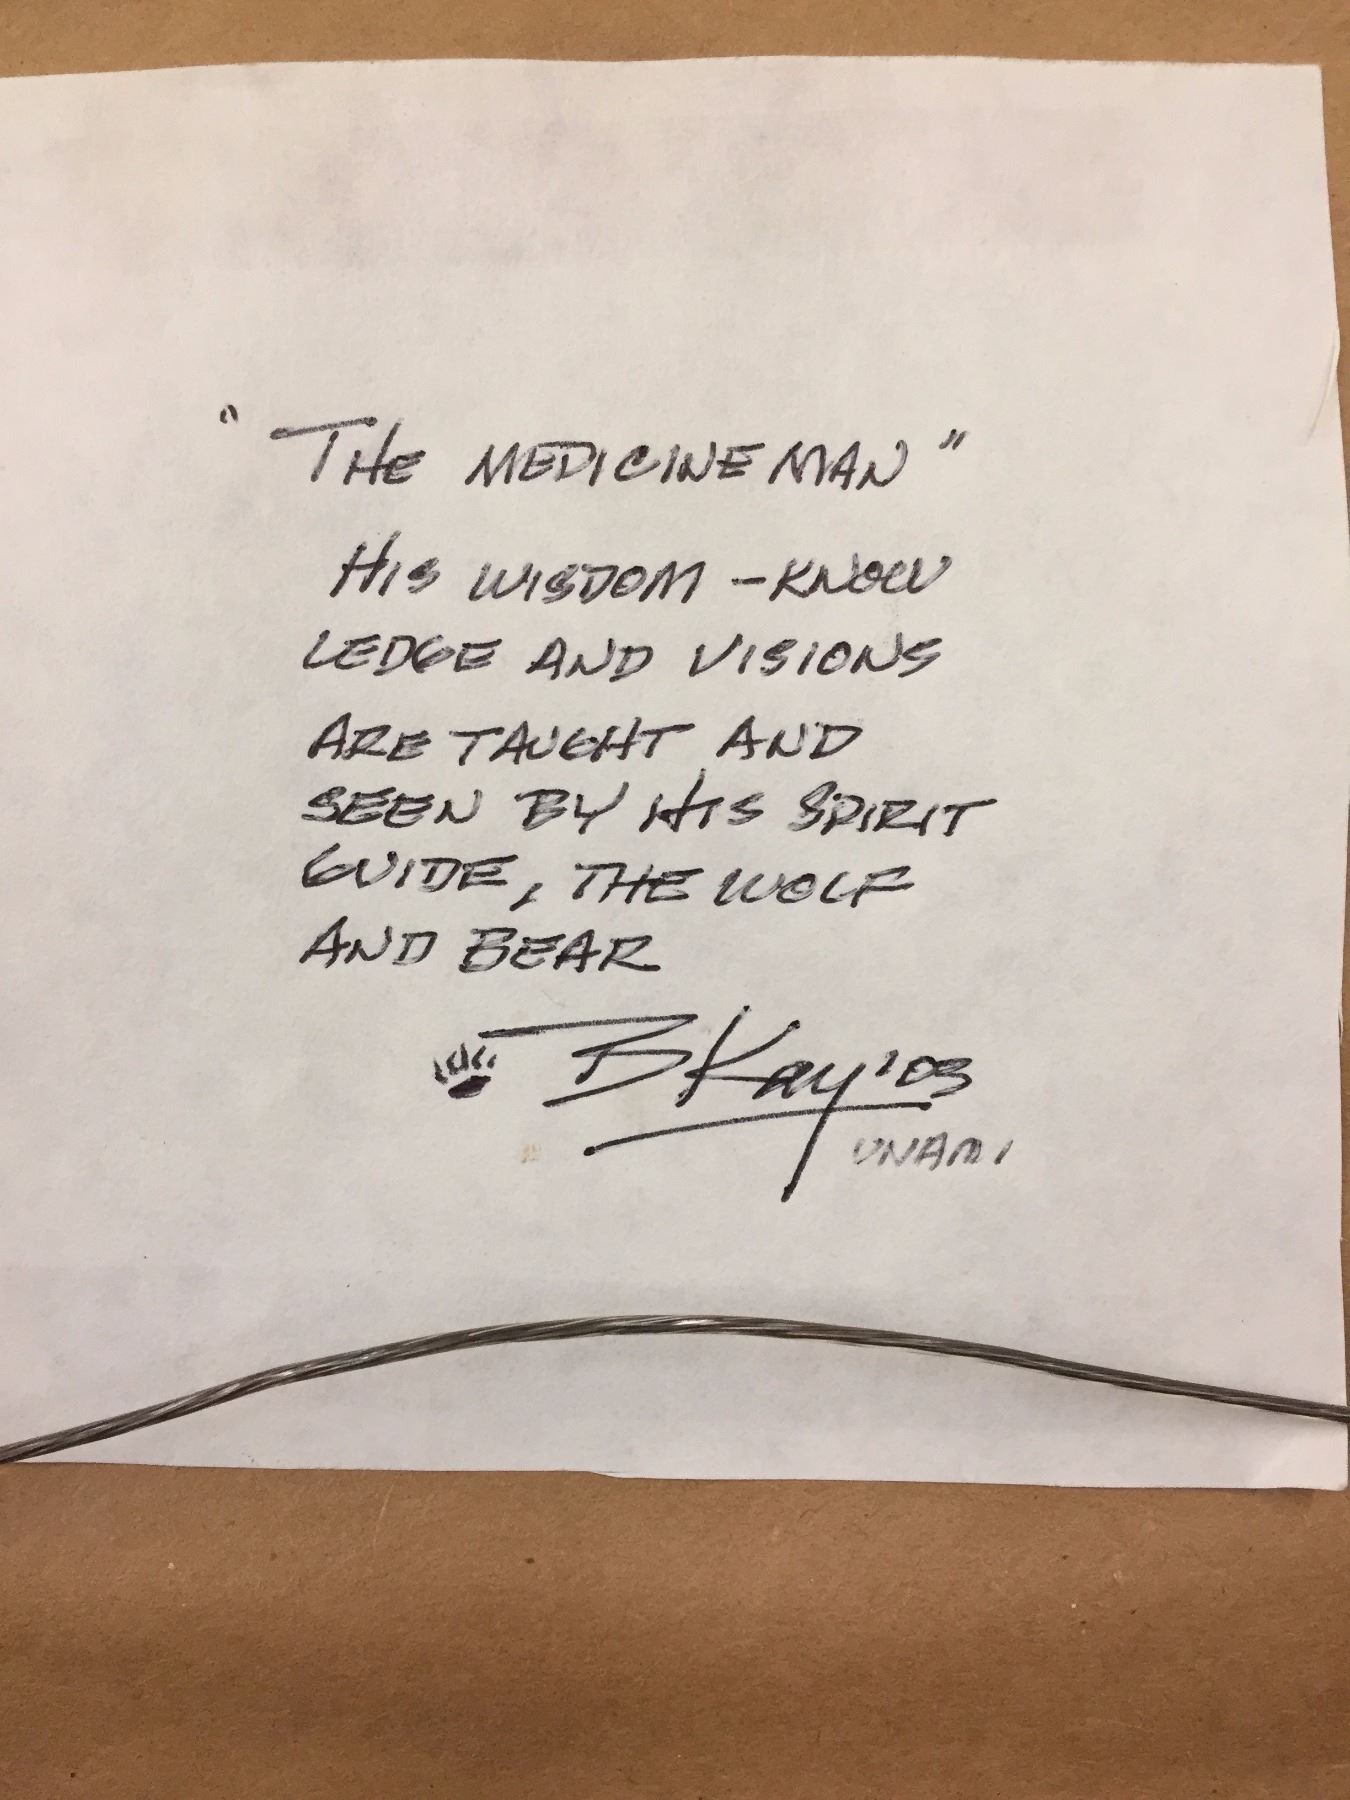 "THE MEDICINE MAN"
HIS WISDOM - KNOW
LEDGE AND VISIONS
ARE TAUGHT AND
SEEN BY HIS SPIRIT
GUIDE, THE WOLF
AND BEAR
B Kay '03
UNAMI